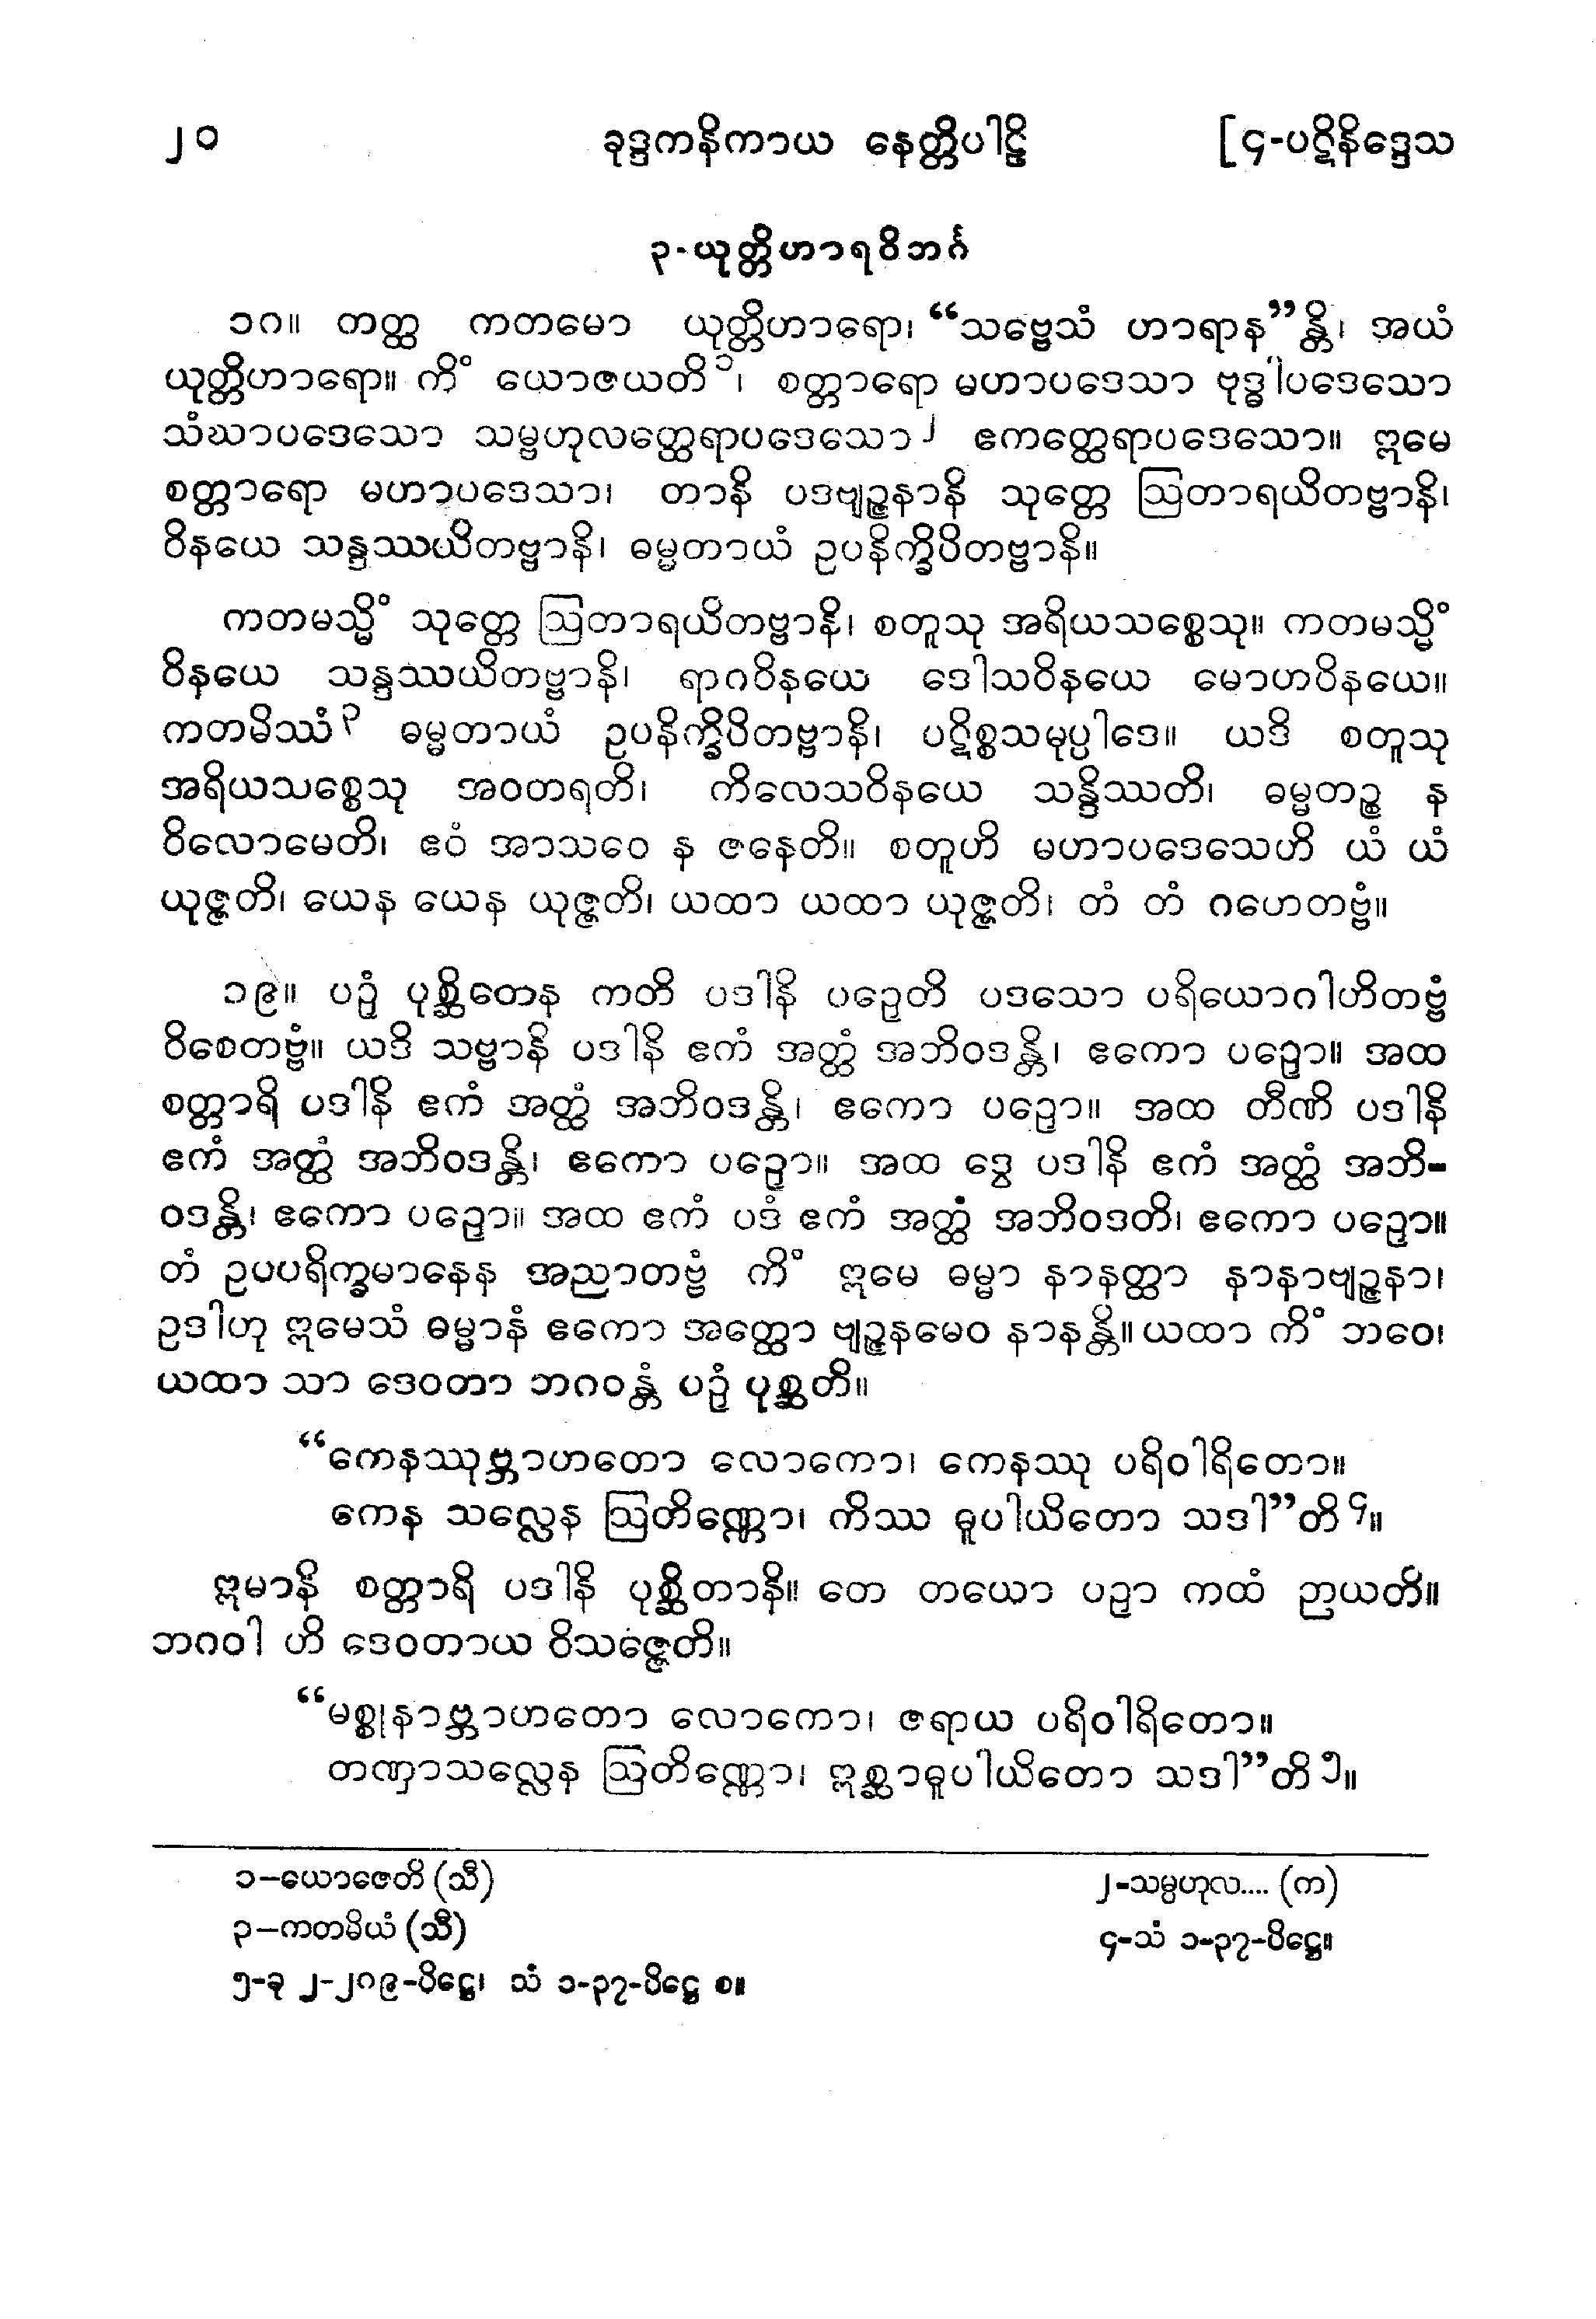 ၂၀ ခုဒ္ဒကနိကာယ နေတ္တိပါဠိ [၄-ပဋိနိဒ္ဒေသ
၃-ယုတ္တိဟာရဝိဘင်္ဂ
၁၈။ တတ္ထ ကတမော ယုတ္တိဟာရော၊ “သဗ္ဗေသံ ဟာရာန”န္တိ၊ အယံ
ယုတ္တိဟာရော။ ကိံ ယောဇယတိ ၁၊ စတ္တာရော မဟာပဒေသာ ဗုဒ္ဓါပဒေသော
သံဃာပဒေသော သမ္ဗဟုလတ္ထေရာပဒေသော ၂ ဧကတ္ထေရာပဒေသော။ ဣမေ
စတ္တာရော မဟာပဒေသာ၊ တာနိ ပဒဗျဉ္ဇနာနိ သုတ္တေ ဩတာရယိတဗ္ဗာနိ၊
ဝိနယေ သန္ဒဿယိတဗ္ဗာနိ၊ ဓမ္မတာယံ ဥပနိက္ခိပိတဗ္ဗာနိ။
ကတမသ္မိံ သုတ္တေ ဩတာရယိတဗ္ဗာနိ၊ စတူသု အရိယသစ္စေသု။ ကတမသ္မိံ
ဝိနယေ သန္ဒဿယိတဗ္ဗာနိ၊ ရာဂဝိနယေ ဒေါသဝိနယေ မောဟဝိနယေ။
ကတမိဿံ ၃ ဓမ္မတာယံ ဥပနိက္ခိပိတဗ္ဗာနိ၊ ပဋိစ္စသမုပ္ပါဒေ။ ယဒိ စတူသု
အရိယသစ္စေသု အဝတရတိ၊ ကိလေသဝိနယေ သန္ဒိဿတိ၊ ဓမ္မတဉ္စ န
ဝိလောမေတိ၊ ဧဝံ အာသဝေ န ဇနေတိ။ စတူဟိ မဟာပဒေသေဟိ ယံ ယံ
ယုဇ္ဇတိ၊ ယေန ယေန ယုဇ္ဇတိ၊ ယထာ ယထာ ယုဇ္ဇတိ၊ တံ တံ ဂဟေတဗ္ဗံ။
၁၉။ ပဉှံ ပုစ္ဆိတေန ကတိ ပဒါနိ ပဉှေတိ ပဒသော ပရိယောဂါဟိတဗ္ဗံ
ဝိစေတဗ္ဗံ။ ယဒိ သဗ္ဗာနိ ပဒါနိ ဧကံ အတ္ထံ အဘိဝဒန္တိ၊ ဧကော ပဉှော။ အထ
စတ္တာရိ ပဒါနိ ဧကံ အတ္ထံ အဘိဝဒန္တိ၊ ဧကော ပဉှော။ အထ တီဏိ ပဒါနိ
ဧကံ အတ္ထံ အဘိဝဒန္တိ၊ ဧကော ပဉှော။ အထ ဒွေ ပဒါနိ ဧကံ အတ္ထံ အဘိ-
ဝဒန္တိ၊ ဧကော ပဉှော။ အထ ဧကံ ပဒံ ဧကံ အတ္ထံ အဘိဝဒတိ၊ ဧကော ပဉှော။
တံ ဥပပရိက္ခမာနေန အညာတဗ္ဗံ ကိံ ဣမေ ဓမ္မာ နာနတ္ထာ နာနာဗျဉ္ဇနာ၊
ဥဒါဟု ဣမေသံ ဓမ္မာနံ ဧကော အတ္ထော ဗျဉ္ဇနမေဝ နာနန္တိ။ ယထာ ကိံ ဘဝေ၊
ယထာ သာ ဒေဝတာ ဘဂဝန္တံ ပဉှံ ပုစ္ဆတိ။
“ကေနဿုဗ္ဘာဟတော လောကော၊ ကေနဿု ပရိဝါရိတော။
ကေန သလ္လေန ဩတိဏ္ဏော၊ ကိဿ ဓူပါယိတော သဒါ”တိ ၄။
ဣမာနိ စတ္တာရိ ပဒါနိ ပုစ္ဆိတာနိ။ တေ တယော ပဉှာ ကထံ ဉာယတိ။
ဘဂဝါ ဟိ ဒေဝတာယ ဝိသဇ္ဇေတိ။
“မစ္စုနာဗ္ဘာဟတော လောကော၊ ဇရာယ ပရိဝါရိတော။
တဏှာသလ္လေန ဩတိဏ္ဏော၊ ဣစ္ဆာဓူပါယိတော သဒါ”တိ ၅။
၁–ယောဇေတိ (သီ) ၂-သမ္ပဟုလ.... (က)
၃–ကတမိယံ (သီ) ၄-သံ ၁-၃၇-ပိဋ္ဌေ။
၅-ခု ၂-၂၈၉-ပိဋ္ဌေ၊ သံ ၁-၃၇-ပိဋ္ဌေ စ။